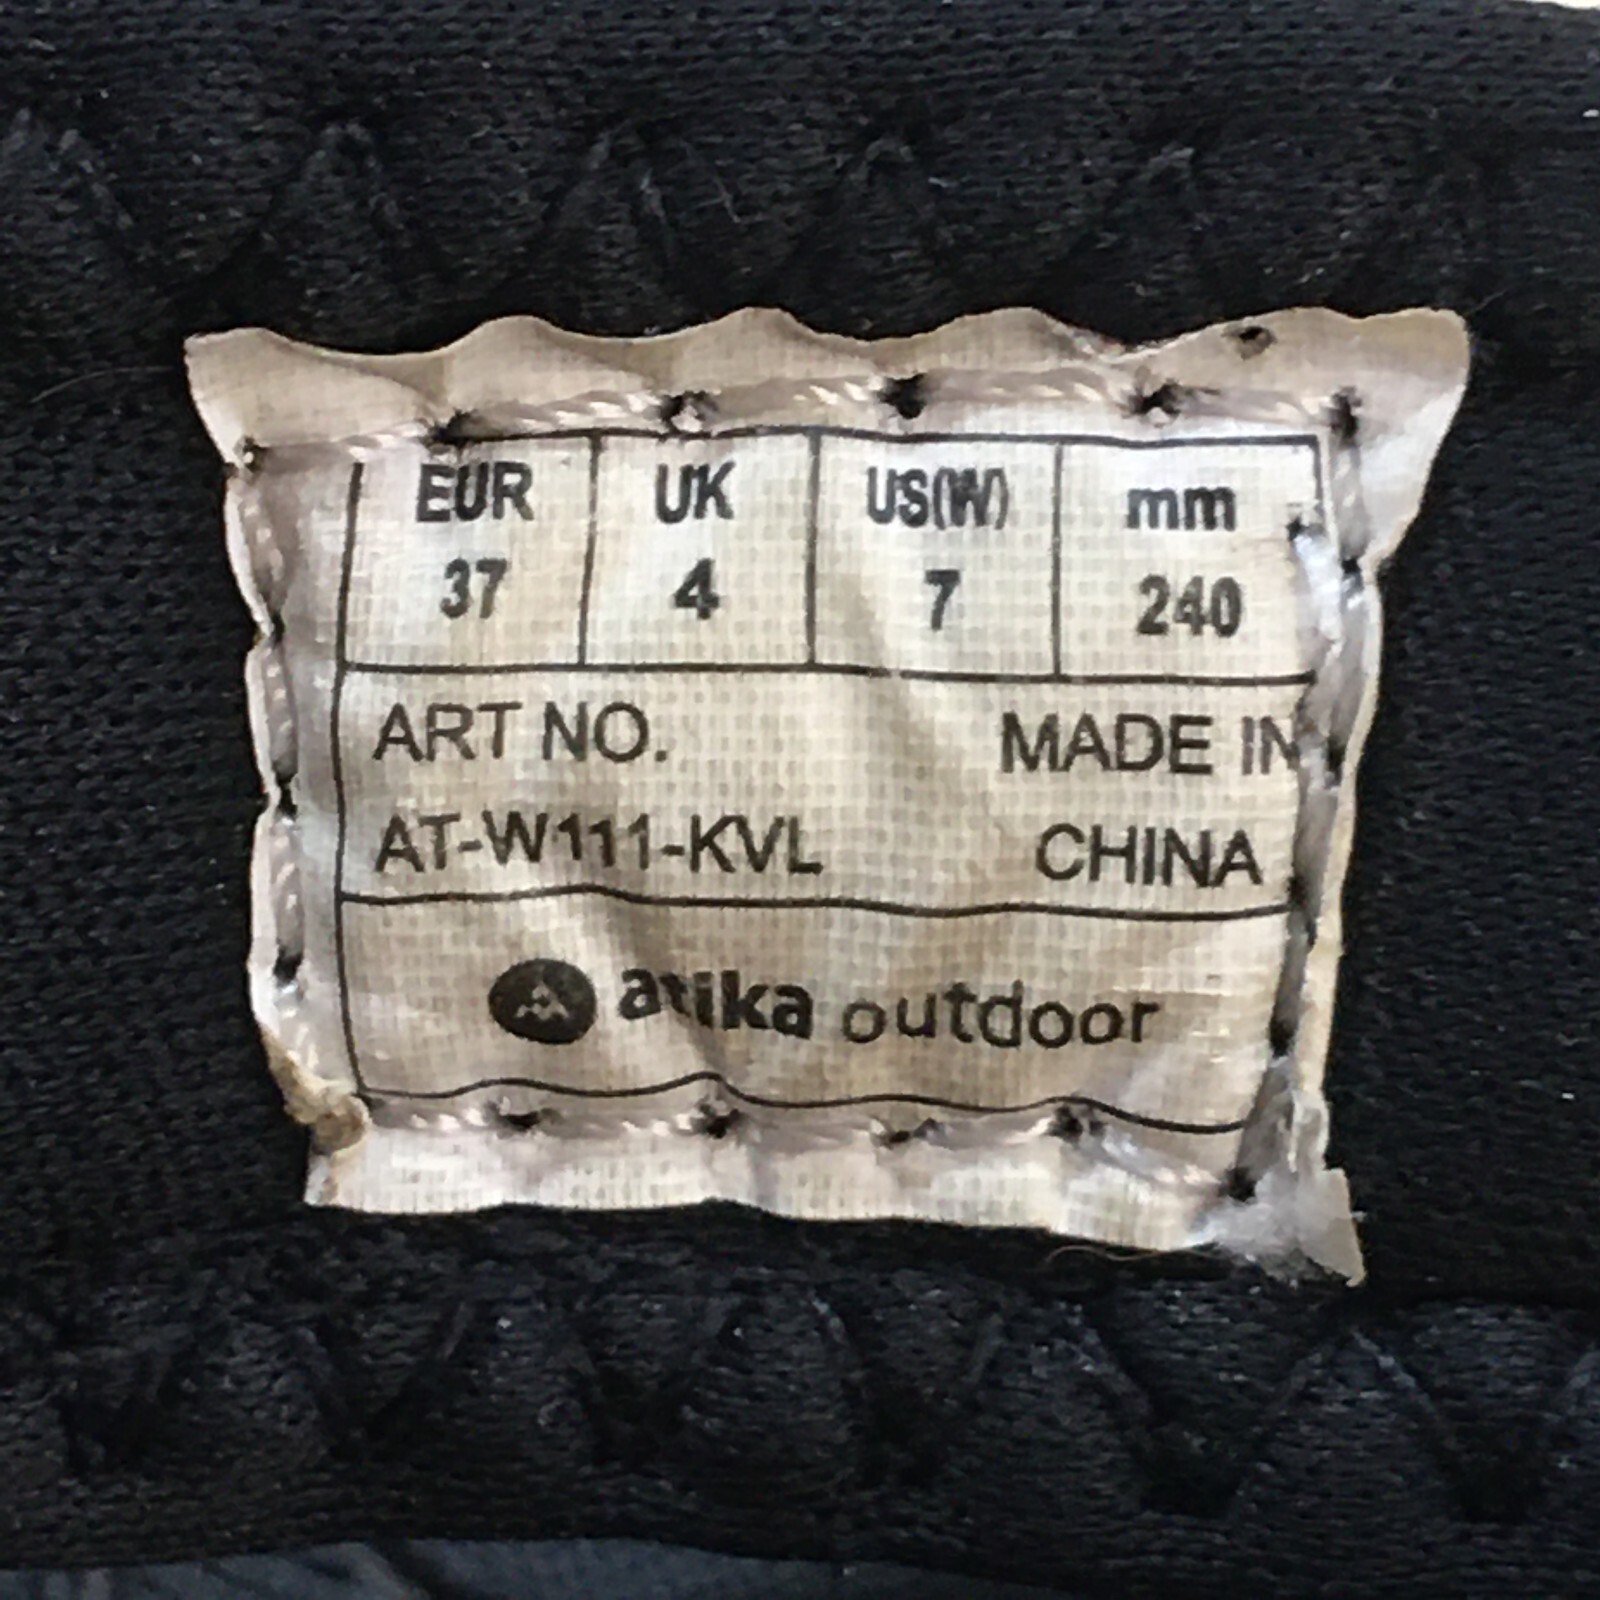 EUR UK US(W) mm
37 4 7 240
ART NO. MADE IN
AT-W111-KVL CHINA
atika outdoor